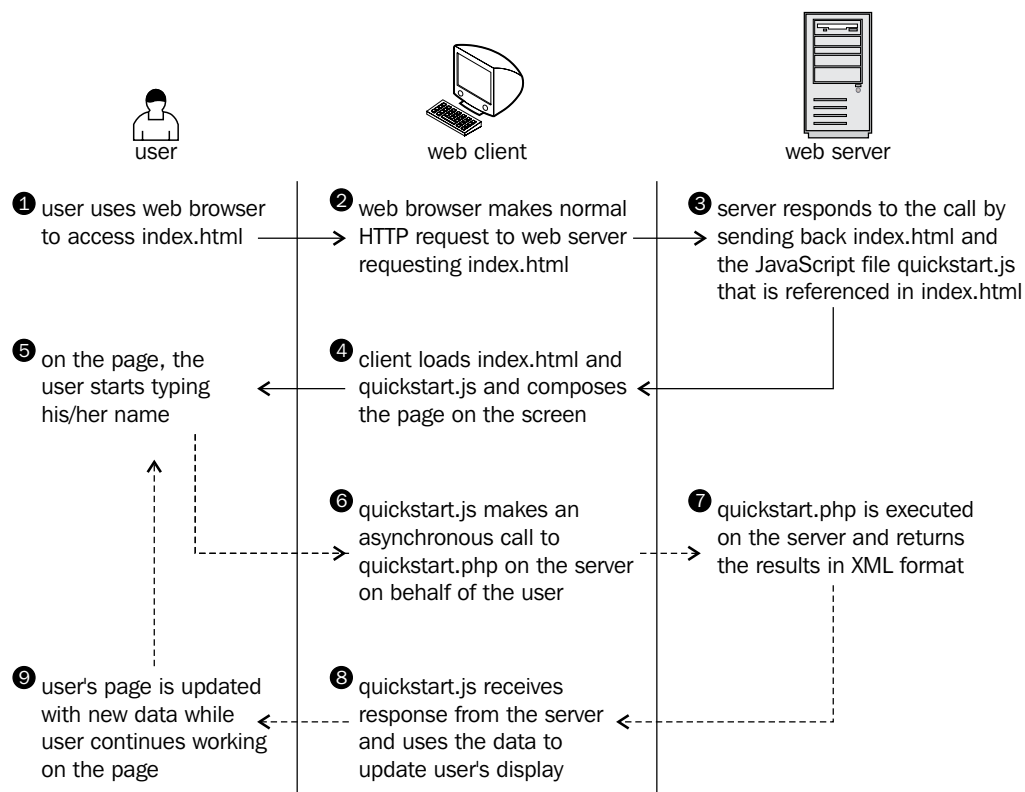 user
web client
web server
1 user uses web browser
to access index.html
2 web browser makes normal
HTTP request to web server
requesting index.html
3 server responds to the call by
sending back index.html and
the JavaScript file quickstart.js
that is referenced in index.html
5 on the page, the
user starts typing
his/her name
4 client loads index.html and
quickstart.js and composes
the page on the screen
6 quickstart.js makes an
asynchronous call to
quickstart.php on the server
on behalf of the user
7 quickstart.php is executed
on the server and returns
the results in XML format
9 user's page is updated
with new data while
user continues working
on the page
8 quickstart.js receives
response from the server
and uses the data to
update user's display